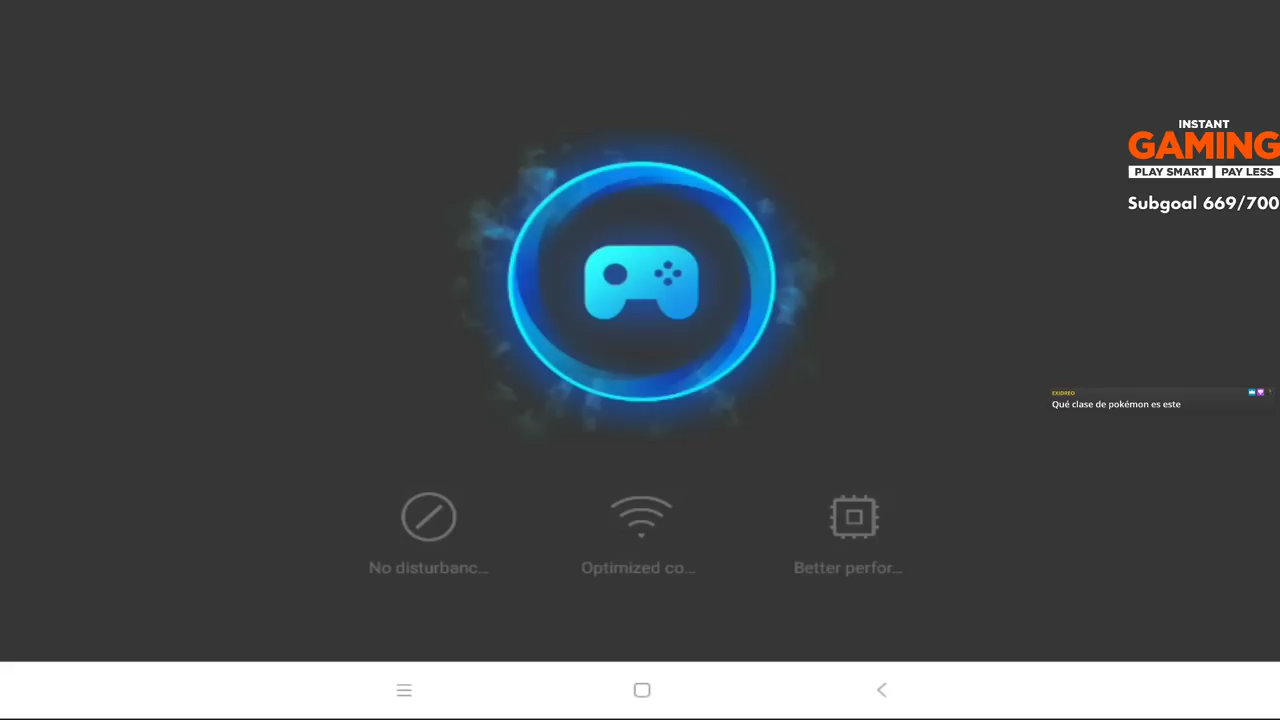 INSTANT
GAMING
PLAY SMART PAY LESS
Subgoal 669/700
EXIDREO
Qué clase de pokémon es este
No disturbanc... Optimized co... Better perfor...